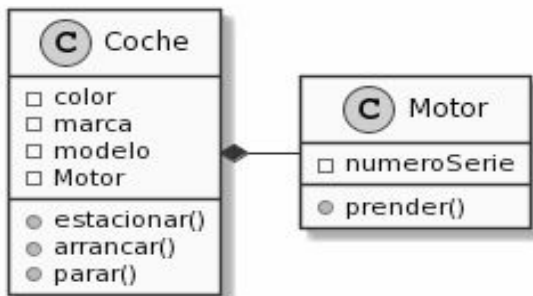 C Coche
color
marca
modelo
Motor
estacionar()
arrancar()
parar()
C Motor
numeroSerie
prender()